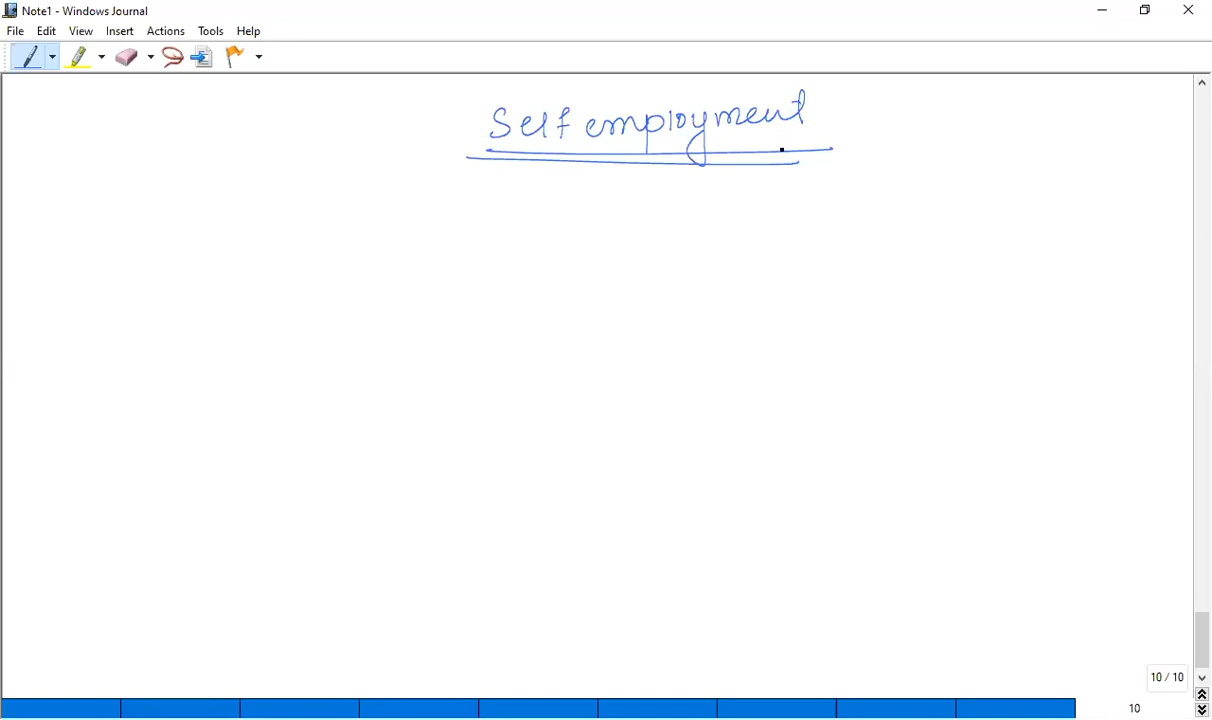 Note1 - Windows Journal
File Edit View Insert Actions Tools Help
Self employment
10 / 10
10